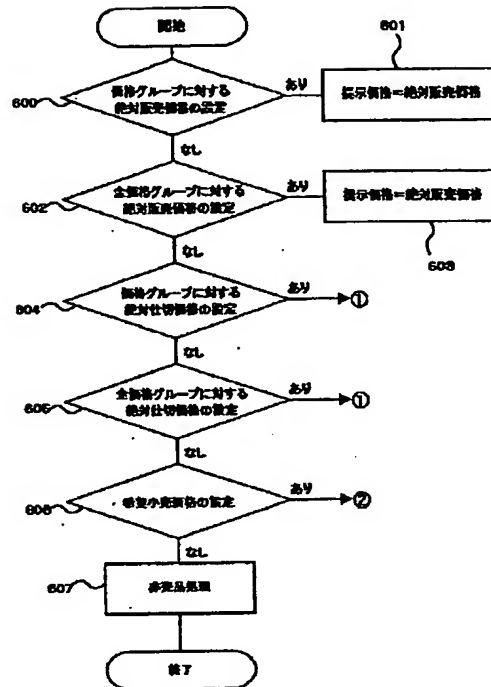 開始
601
600
価格グループに対する
絶対販売価格の設定
あり
提示価格=絶対販売価格
なし
602
全価格グループに対する
絶対販売価格の設定
あり
提示価格=絶対販売価格
603
なし
604
価格グループに対する
絶対仕切価格の設定
あり
①
なし
605
全価格グループに対する
絶対仕切価格の設定
あり
①
なし
606
希望小売価格の設定
あり
②
なし
607
非売品処理
終了